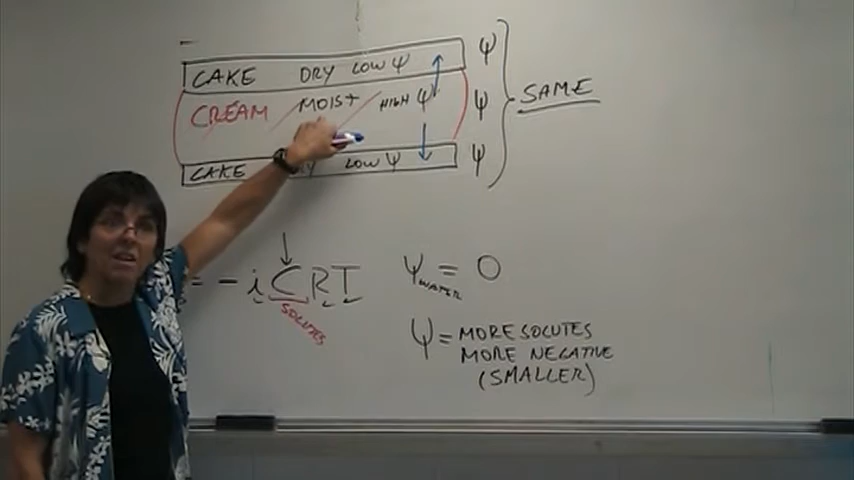 CAKE DRY LOW Ψ Ψ
CREAM MOIST HIGH Ψ Ψ SAME
CAKE LOW Ψ Ψ
= - i C R T
SOLUTES
Ψ WATER = 0
Ψ = MORE SOLUTES
MORE NEGATIVE
(SMALLER)